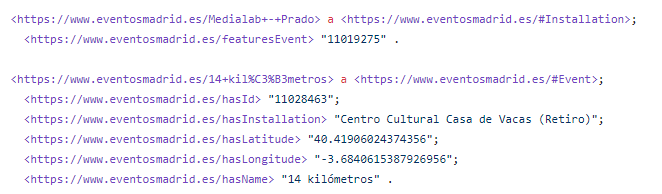 <https://www.eventosmadrid.es/Medialab+-+Prado> a <https://www.eventosmadrid.es/#Installation>;
<https://www.eventosmadrid.es/featuresEvent> "11019275" .
<https://www.eventosmadrid.es/14+kil%C3%B3metros> a <https://www.eventosmadrid.es/#Event>;
<https://www.eventosmadrid.es/hasId> "11028463";
<https://www.eventosmadrid.es/hasInstallation> "Centro Cultural Casa de Vacas (Retiro)";
<https://www.eventosmadrid.es/hasLatitude> "40.41906024374356";
<https://www.eventosmadrid.es/hasLongitude> "-3.6840615387926956";
<https://www.eventosmadrid.es/hasName> "14 kilómetros" .